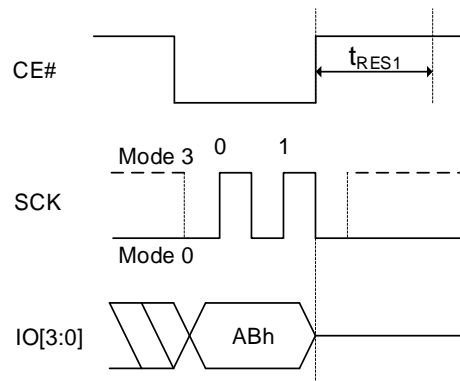 CE#
tRES1
0 1
Mode 3
SCK
Mode 0
IO[3:0]
ABh